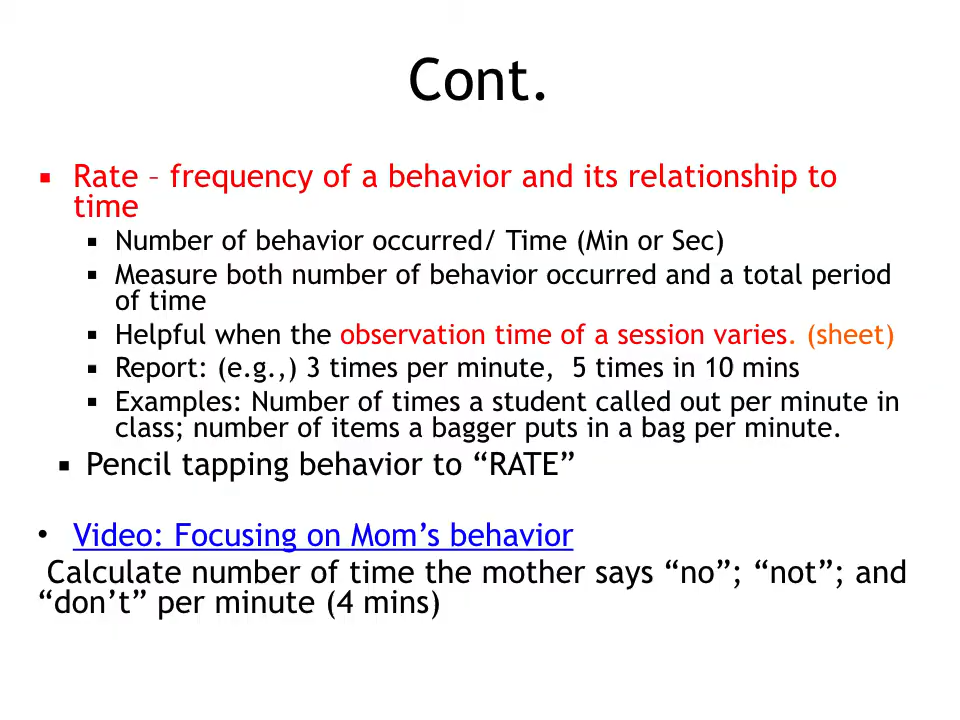 Cont.
▪ Rate – frequency of a behavior and its relationship to
time
▪ Number of behavior occurred/ Time (Min or Sec)
▪ Measure both number of behavior occurred and a total period
of time
▪ Helpful when the observation time of a session varies. (sheet)
▪ Report: (e.g.,) 3 times per minute,  5 times in 10 mins
▪ Examples: Number of times a student called out per minute in
class; number of items a bagger puts in a bag per minute.
▪ Pencil tapping behavior to “RATE”
• Video: Focusing on Mom’s behavior
Calculate number of time the mother says “no”; “not”; and
“don’t” per minute (4 mins)